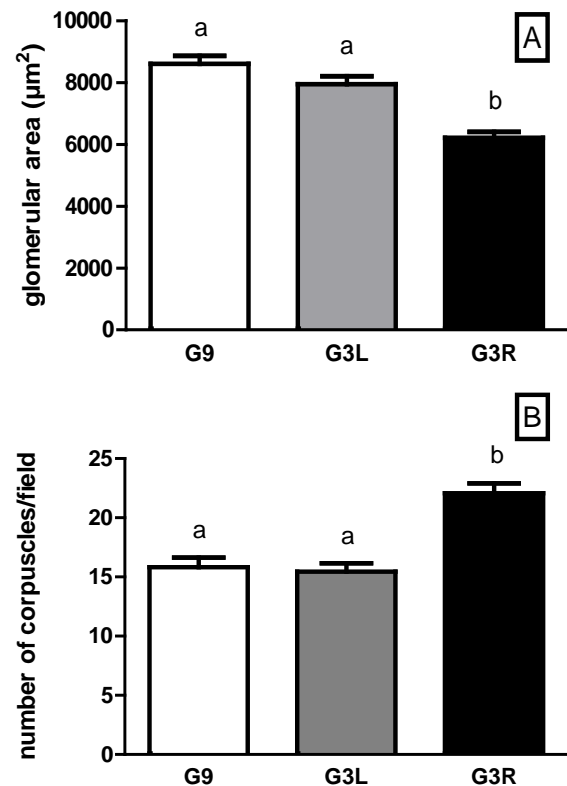 A
glomerular area (µm²)
10000
8000
6000
4000
2000
0
a
a
b
G9
G3L
G3R
B
number of corpuscles/field
25
20
15
10
5
0
a
a
b
G9
G3L
G3R